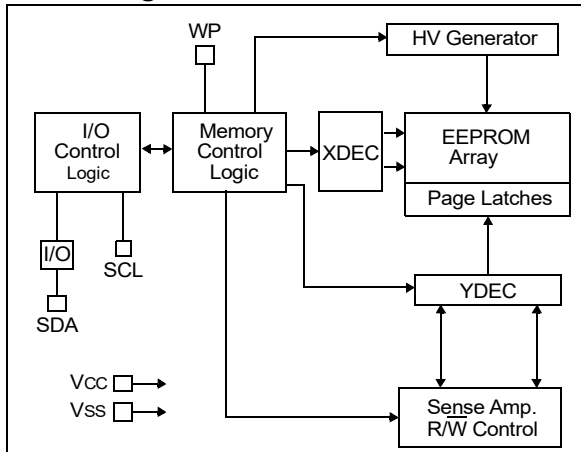 WP
HV Generator
I/O
Control
Logic
Memory
Control
Logic
XDEC
EEPROM
Array
Page Latches
I/O
SCL
SDA
YDEC
VCC
VSS
Sense Amp.
R/W̅ Control